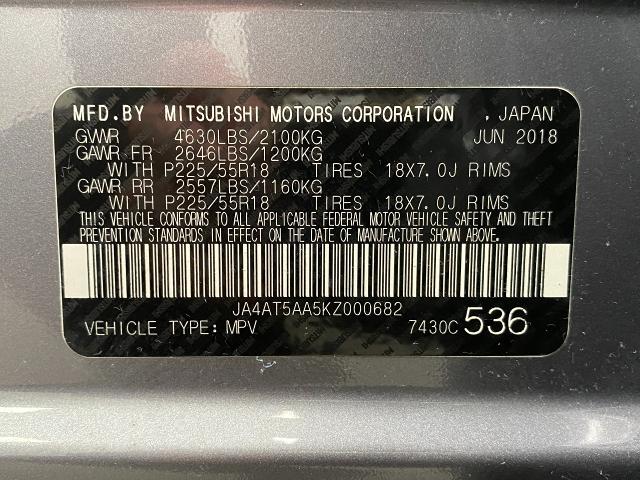 MFD.BY MITSUBISHI MOTORS CORPORATION , JAPAN
GVWR 4630LBS/2100KG JUN 2018
GAWR FR 2646LBS/1200KG
WITH P225/55R18 TIRES 18X7.0J RIMS
GAWR RR 2557LBS/1160KG
WITH P225/55R18 TIRES 18X7.0J RIMS
THIS VEHICLE CONFORMS TO ALL APPLICABLE FEDERAL MOTOR VEHICLE SAFETY AND THEFT
PREVENTION STANDARDS IN EFFECT ON THE DATE OF MANUFACTURE SHOWN ABOVE.
JA4AT5AA5KZ000682
VEHICLE TYPE: MPV 7430C 536